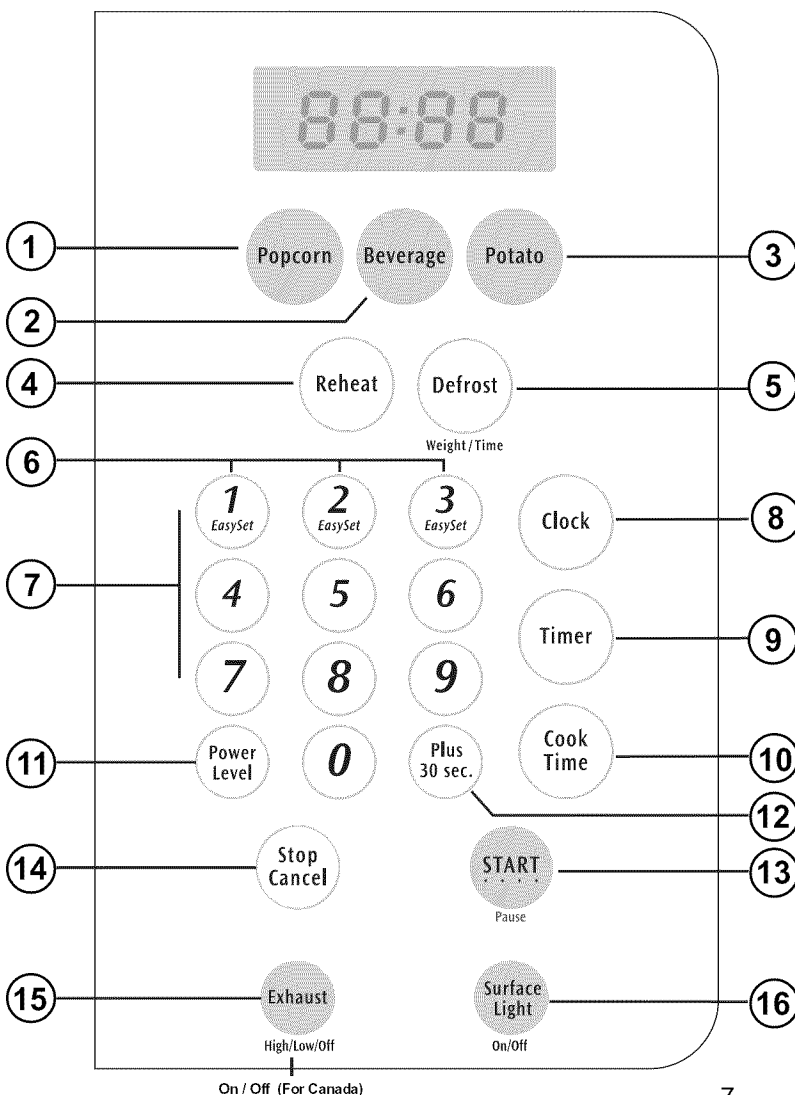 88:88
1
Popcorn
Beverage
Potato
3
2
4
Reheat
Defrost
5
Weight/Time
6
1
EasySet
2
EasySet
3
EasySet
Clock
8
7
4
5
6
Timer
9
7
8
9
11
Power
Level
0
Plus
30 sec.
Cook
Time
10
12
14
Stop
Cancel
START
13
Pause
15
Exhaust
Surface
Light
16
High/Low/Off
On/Off
On / Off (For Canada)
7